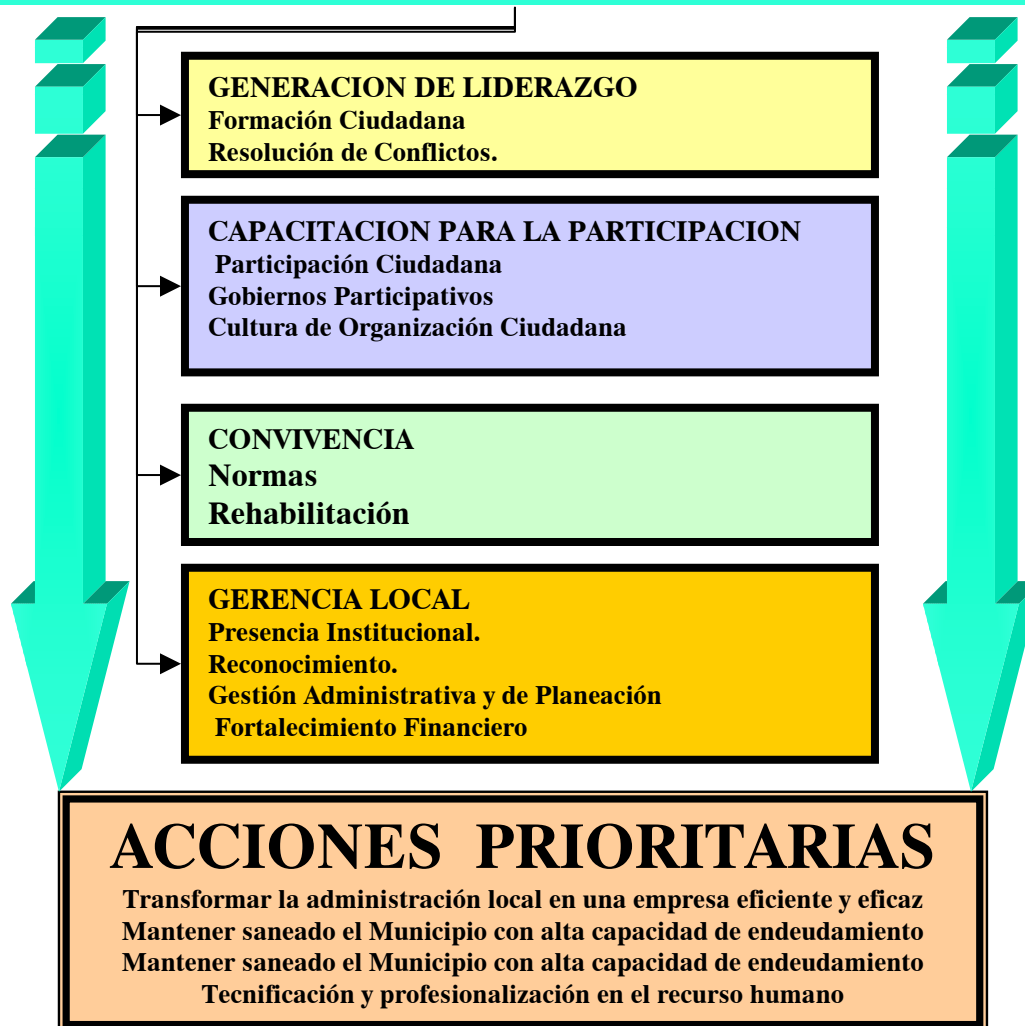 GENERACION DE LIDERAZGO
Formación Ciudadana
Resolución de Conflictos.
CAPACITACION PARA LA PARTICIPACION
Participación Ciudadana
Gobiernos Participativos
Cultura de Organización Ciudadana
CONVIVENCIA
Normas
Rehabilitación
GERENCIA LOCAL
Presencia Institucional.
Reconocimiento.
Gestión Administrativa y de Planeación
Fortalecimiento Financiero
ACCIONES PRIORITARIAS
Transformar la administración local en una empresa eficiente y eficaz
Mantener saneado el Municipio con alta capacidad de endeudamiento
Mantener saneado el Municipio con alta capacidad de endeudamiento
Tecnificación y profesionalización en el recurso humano